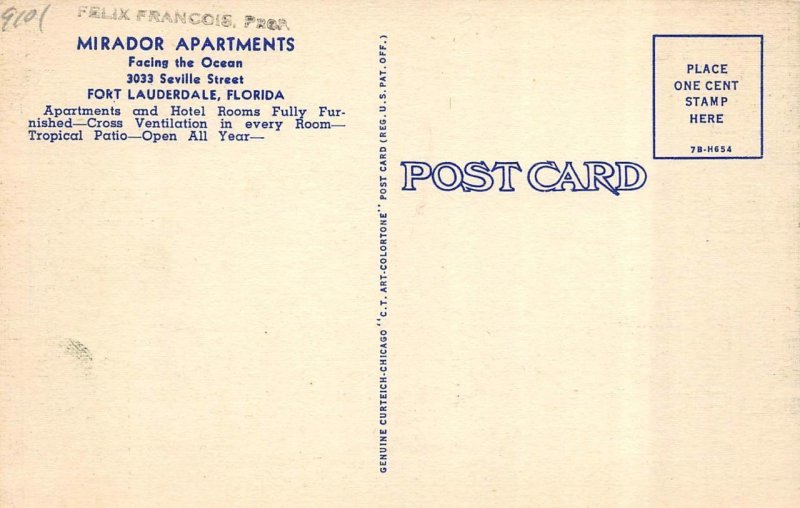 9101
FELIX FRANCOIS, PROP.
MIRADOR APARTMENTS
Facing the Ocean
3033 Seville Street
FORT LAUDERDALE, FLORIDA
Apartments and Hotel Rooms Fully Fur-
nished—Cross Ventilation in every Room—
Tropical Patio—Open All Year—
GENUINE CURTEICH-CHICAGO "C.T. ART-COLORTONE" POST CARD (REG. U.S. PAT. OFF.)
POST CARD
PLACE
ONE CENT
STAMP
HERE
7B-H654